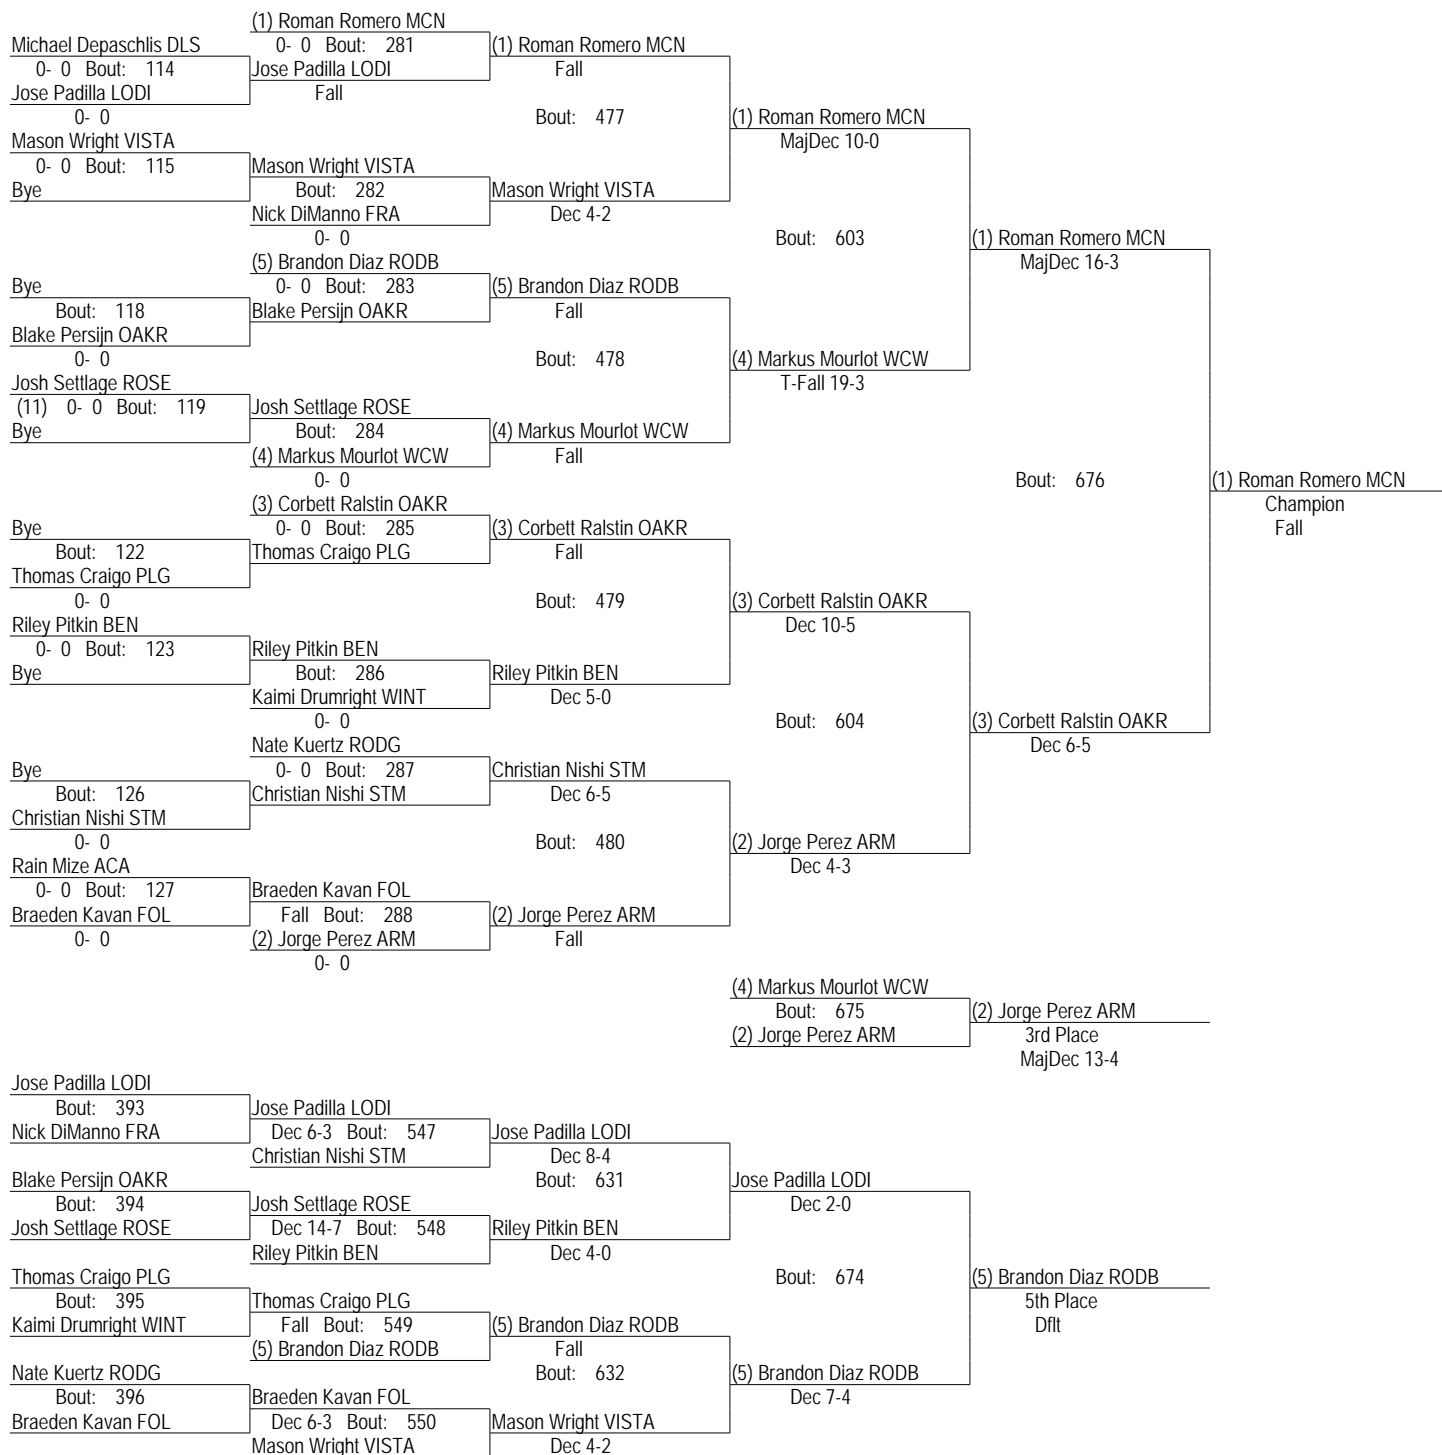 (1) Roman Romero MCN
Michael Depaschlis DLS
0- 0 Bout: 281
(1) Roman Romero MCN
0- 0 Bout: 114
Jose Padilla LODI
Fall
Jose Padilla LODI
Fall
0- 0
Bout: 477
(1) Roman Romero MCN
Mason Wright VISTA
MajDec 10-0
0- 0 Bout: 115
Mason Wright VISTA
Bye
Bout: 282
Mason Wright VISTA
Nick DiManno FRA
Dec 4-2
0- 0
Bout: 603
(1) Roman Romero MCN
(5) Brandon Diaz RODB
MajDec 16-3
Bye
0- 0 Bout: 283
(5) Brandon Diaz RODB
Bout: 118
Blake Persijn OAKR
Fall
Blake Persijn OAKR
0- 0
Bout: 478
(4) Markus Mourlot WCW
Josh Settlage ROSE
T-Fall 19-3
(11) 0- 0 Bout: 119
Josh Settlage ROSE
Bye
Bout: 284
(4) Markus Mourlot WCW
(4) Markus Mourlot WCW
Fall
0- 0
Bout: 676
(1) Roman Romero MCN
(3) Corbett Ralstin OAKR
Champion
Bye
0- 0 Bout: 285
(3) Corbett Ralstin OAKR
Fall
Bout: 122
Thomas Craigo PLG
Fall
Thomas Craigo PLG
0- 0
Bout: 479
(3) Corbett Ralstin OAKR
Riley Pitkin BEN
Dec 10-5
0- 0 Bout: 123
Riley Pitkin BEN
Bye
Bout: 286
Riley Pitkin BEN
Kaimi Drumright WINT
Dec 5-0
0- 0
Bout: 604
(3) Corbett Ralstin OAKR
Nate Kuertz RODG
Dec 6-5
Bye
0- 0 Bout: 287
Christian Nishi STM
Bout: 126
Christian Nishi STM
Dec 6-5
Christian Nishi STM
0- 0
Bout: 480
(2) Jorge Perez ARM
Rain Mize ACA
Dec 4-3
0- 0 Bout: 127
Braeden Kavan FOL
Braeden Kavan FOL
Fall Bout: 288
(2) Jorge Perez ARM
0- 0
(2) Jorge Perez ARM
Fall
0- 0
(4) Markus Mourlot WCW
Bout: 675
(2) Jorge Perez ARM
(2) Jorge Perez ARM
3rd Place
MajDec 13-4
Jose Padilla LODI
Bout: 393
Jose Padilla LODI
Nick DiManno FRA
Dec 6-3 Bout: 547
Jose Padilla LODI
Christian Nishi STM
Dec 8-4
Blake Persijn OAKR
Bout: 631
Jose Padilla LODI
Bout: 394
Josh Settlage ROSE
Dec 2-0
Josh Settlage ROSE
Dec 14-7 Bout: 548
Riley Pitkin BEN
Riley Pitkin BEN
Dec 4-0
Thomas Craigo PLG
Bout: 674
(5) Brandon Diaz RODB
Bout: 395
Thomas Craigo PLG
5th Place
Kaimi Drumright WINT
Fall Bout: 549
(5) Brandon Diaz RODB
Dflt
(5) Brandon Diaz RODB
Fall
Nate Kuertz RODG
Bout: 632
(5) Brandon Diaz RODB
Bout: 396
Braeden Kavan FOL
Dec 7-4
Braeden Kavan FOL
Dec 6-3 Bout: 550
Mason Wright VISTA
Mason Wright VISTA
Dec 4-2